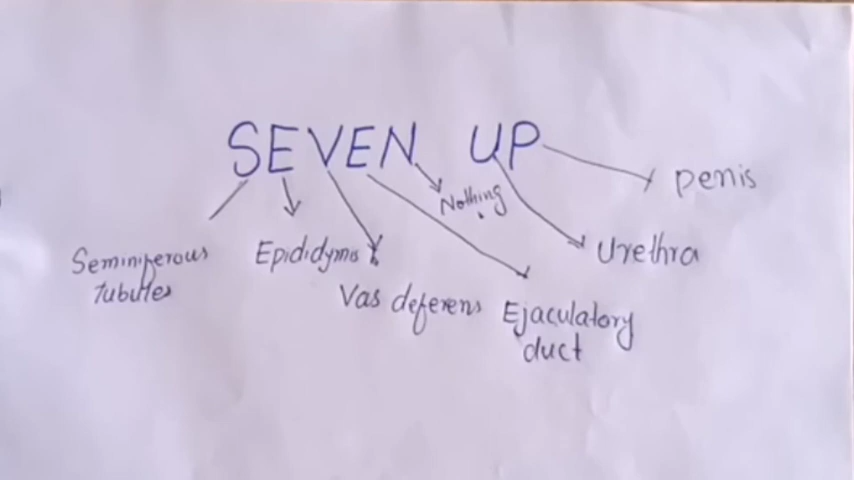 SEVEN UP
Nothing
penis
Urethra
Seminiferous
tubules
Epididymis
Vas deferens
Ejaculatory
duct